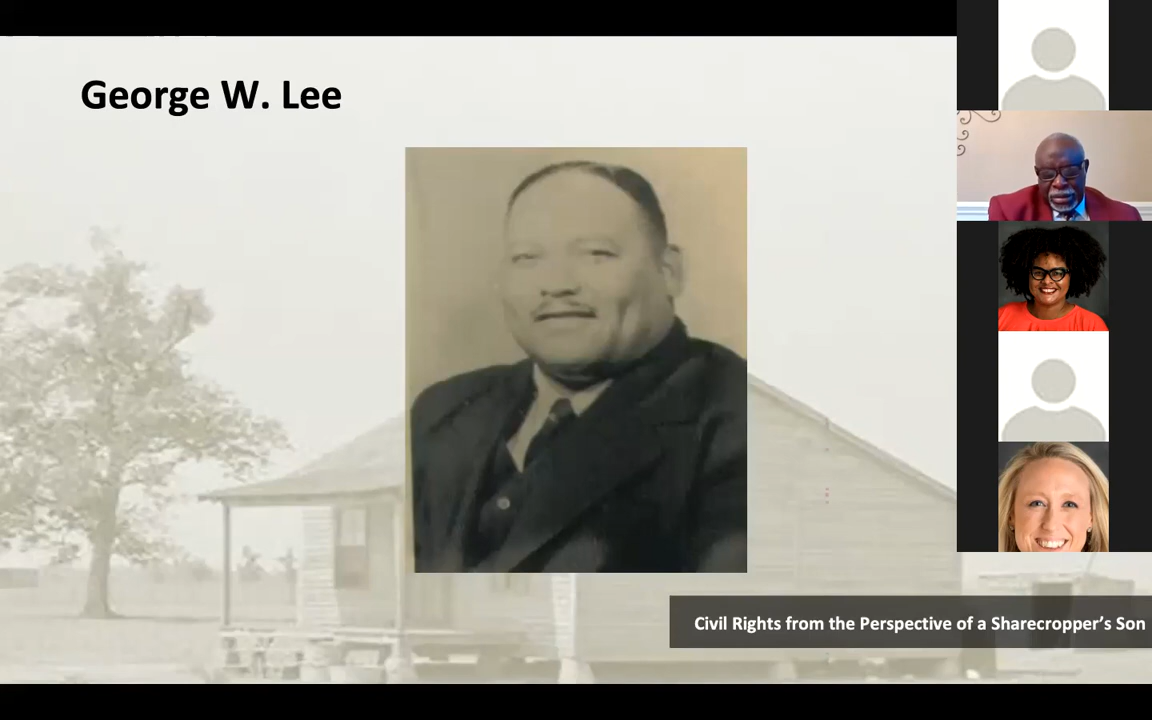 George W. Lee
Civil Rights from the Perspective of a Sharecropper's Son